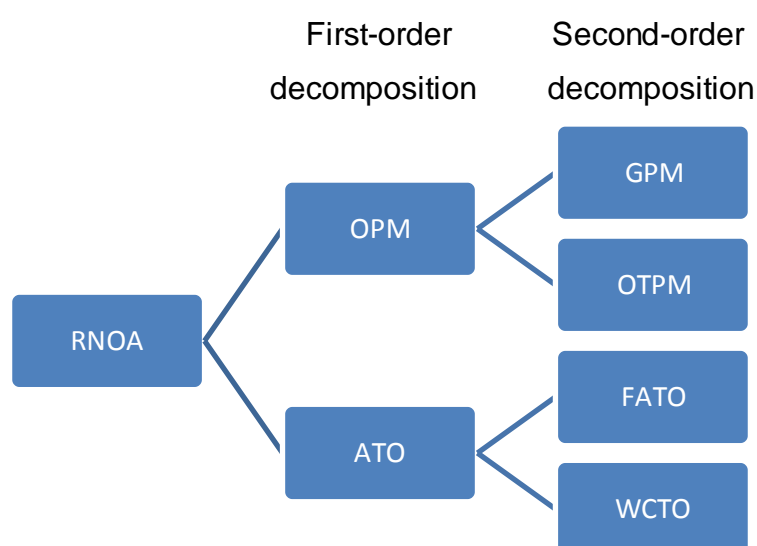 First-order
decomposition
Second-order
decomposition
RNOA
OPM
ATO
GPM
OTPM
FATO
WCTO